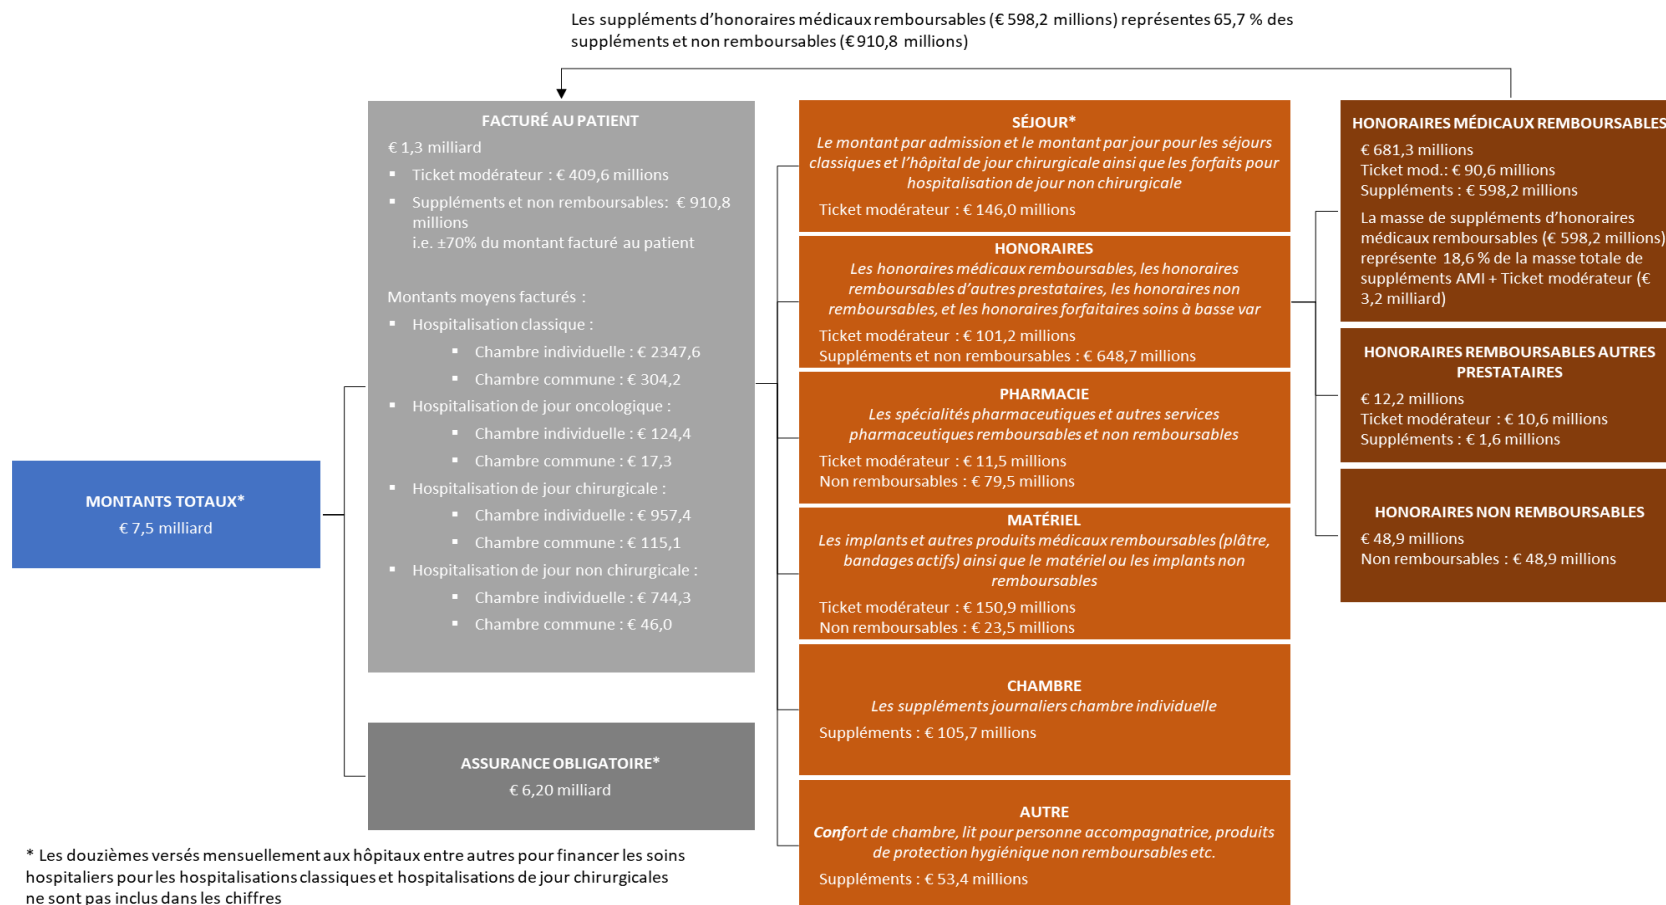 Les suppléments d’honoraires médicaux remboursables (€ 598,2 millions) représentes 65,7 % des
suppléments et non remboursables (€ 910,8 millions)
MONTANTS TOTAUX*
€ 7,5 milliard
FACTURÉ AU PATIENT
€ 1,3 milliard
▪ Ticket modérateur : € 409,6 millions
▪ Suppléments et non remboursables: € 910,8
millions
i.e. ±70% du montant facturé au patient
Montants moyens facturés :
▪ Hospitalisation classique :
▪ Chambre individuelle : € 2347,6
▪ Chambre commune : € 304,2
▪ Hospitalisation de jour oncologique :
▪ Chambre individuelle : € 124,4
▪ Chambre commune : € 17,3
▪ Hospitalisation de jour chirurgicale :
▪ Chambre individuelle : € 957,4
▪ Chambre commune : € 115,1
▪ Hospitalisation de jour non chirurgicale :
▪ Chambre individuelle : € 744,3
▪ Chambre commune : € 46,0
ASSURANCE OBLIGATOIRE*
€ 6,20 milliard
SÉJOUR*
Le montant par admission et le montant par jour pour les séjours
classiques et l’hôpital de jour chirurgicale ainsi que les forfaits pour
hospitalisation de jour non chirurgicale
Ticket modérateur : € 146,0 millions
HONORAIRES
Les honoraires médicaux remboursables, les honoraires
remboursables d’autres prestataires, les honoraires non
remboursables, et les honoraires forfaitaires soins à basse var
Ticket modérateur : € 101,2 millions
Suppléments et non remboursables : € 648,7 millions
PHARMACIE
Les spécialités pharmaceutiques et autres services
pharmaceutiques remboursables et non remboursables
Ticket modérateur : € 11,5 millions
Non remboursables : € 79,5 millions
MATÉRIEL
Les implants et autres produits médicaux remboursables (plâtre,
bandages actifs) ainsi que le matériel ou les implants non
remboursables
Ticket modérateur : € 150,9 millions
Non remboursables : € 23,5 millions
CHAMBRE
Les suppléments journaliers chambre individuelle
Suppléments : € 105,7 millions
AUTRE
Confort de chambre, lit pour personne accompagnatrice, produits
de protection hygiénique non remboursables etc.
Suppléments : € 53,4 millions
HONORAIRES MÉDICAUX REMBOURSABLES
€ 681,3 millions
Ticket mod.: € 90,6 millions
Suppléments : € 598,2 millions
La masse de suppléments d’honoraires
médicaux remboursables (€ 598,2 millions)
représente 18,6 % de la masse totale de
suppléments AMI + Ticket modérateur (€
3,2 milliard)
HONORAIRES REMBOURSABLES AUTRES
PRESTATAIRES
€ 12,2 millions
Ticket modérateur : € 10,6 millions
Suppléments : € 1,6 millions
HONORAIRES NON REMBOURSABLES
€ 48,9 millions
Non remboursables : € 48,9 millions
* Les douzièmes versés mensuellement aux hôpitaux entre autres pour financer les soins
hospitaliers pour les hospitalisations classiques et hospitalisations de jour chirurgicales
ne sont pas inclus dans les chiffres